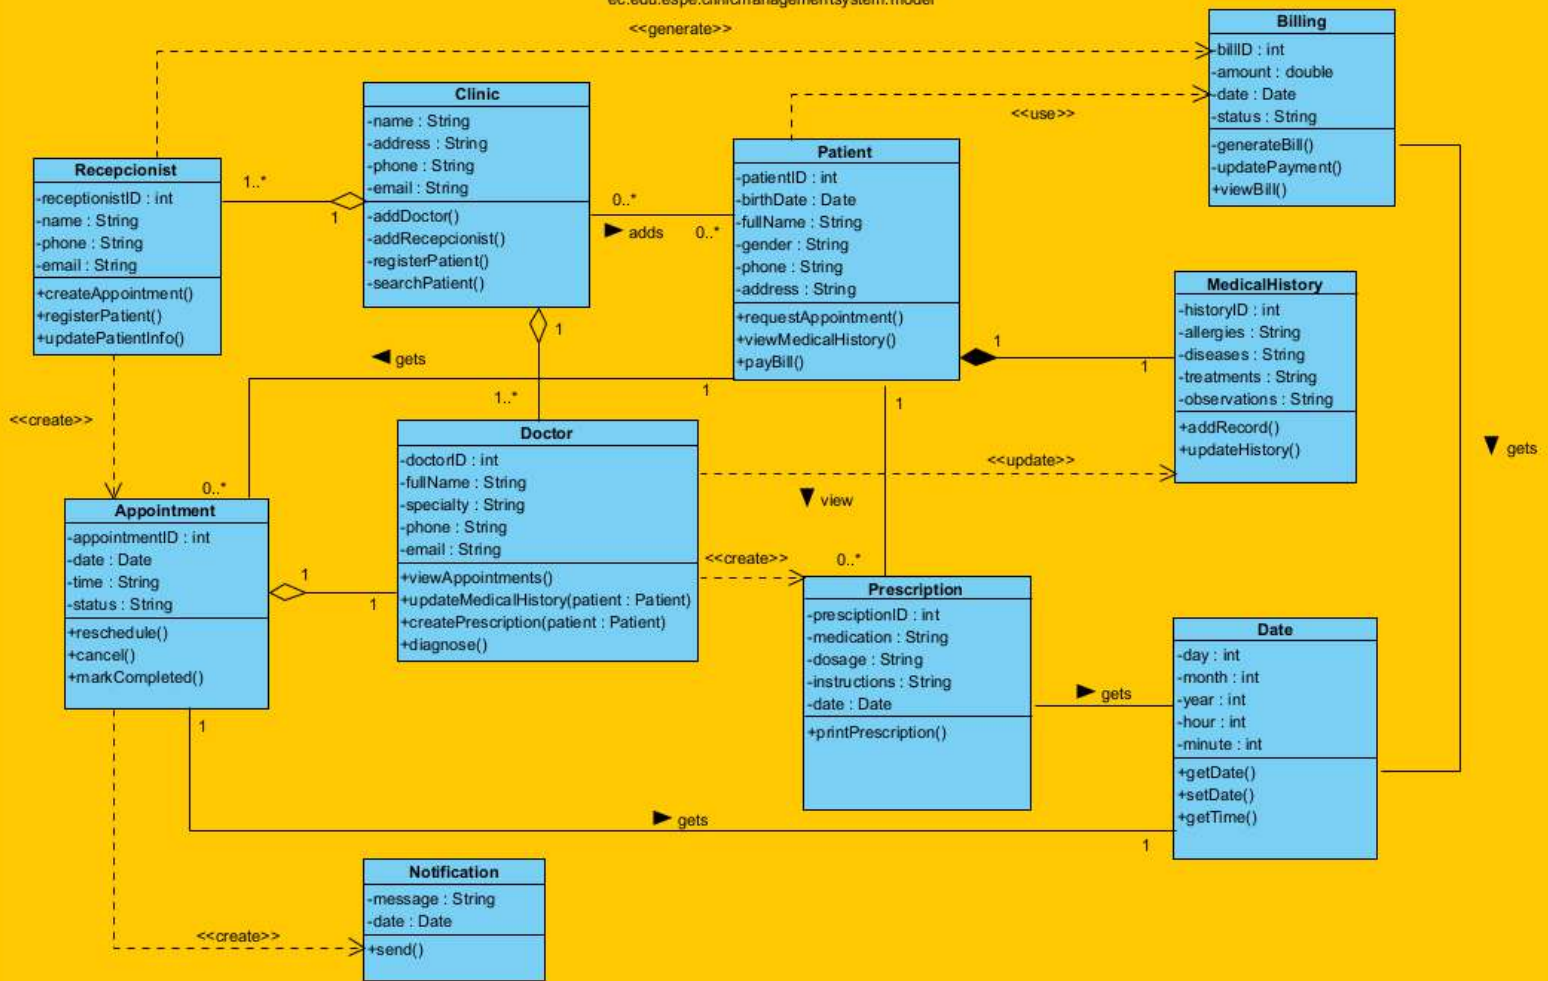 ec.edu.espe.clinicmanagementsystem.model
<<generate>>
Billing
-billID : int
-amount : double
-date : Date
-status : String
-generateBill()
-updatePayment()
+viewBill()
<<use>>
Clinic
-name : String
-address : String
-phone : String
-email : String
-addDoctor()
-addRecepcionist()
-registerPatient()
-searchPatient()
Recepcionist
-receptionistID : int
-name : String
-phone : String
-email : String
+createAppointment()
+registerPatient()
+updatePatientInfo()
1..*
1
0..*
adds
0..*
Patient
-patientID : int
-birthDate : Date
-fullName : String
-gender : String
-phone : String
-address : String
+requestAppointment()
+viewMedicalHistory()
+payBill()
MedicalHistory
-historyID : int
-allergies : String
-diseases : String
-treatments : String
-observations : String
+addRecord()
+updateHistory()
1
1
1
gets
1
1
1..*
<<create>>
0..*
Doctor
-doctorID : int
-fullName : String
-specialty : String
-phone : String
-email : String
+viewAppointments()
+updateMedicalHistory(patient : Patient)
+createPrescription(patient : Patient)
+diagnose()
<<update>>
gets
view
<<create>>
0..*
Appointment
-appointmentID : int
-date : Date
-time : String
-status : String
+reschedule()
+cancel()
+markCompleted()
1
1
Prescription
-presciptionID : int
-medication : String
-dosage : String
-instructions : String
-date : Date
+printPrescription()
gets
Date
-day : int
-month : int
-year : int
-hour : int
-minute : int
+getDate()
+setDate()
+getTime()
1
gets
1
Notification
-message : String
-date : Date
+send()
<<create>>